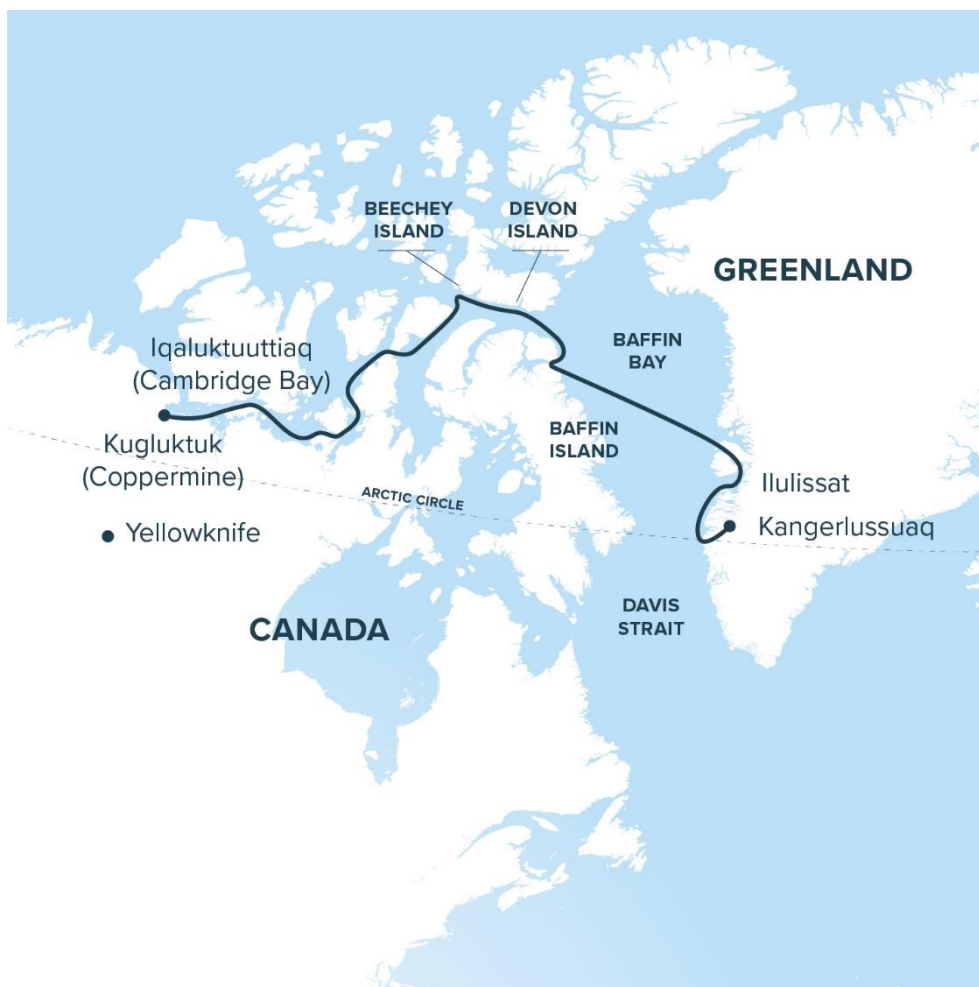 BEECHEY
ISLAND
DEVON
ISLAND
GREENLAND
Iqaluktuuttiaq
(Cambridge Bay)
BAFFIN
BAY
Kugluktuk
(Coppermine)
BAFFIN
ISLAND
ARCTIC CIRCLE
Ilulissat
Kangerlussuaq
Yellowknife
CANADA
DAVIS
STRAIT